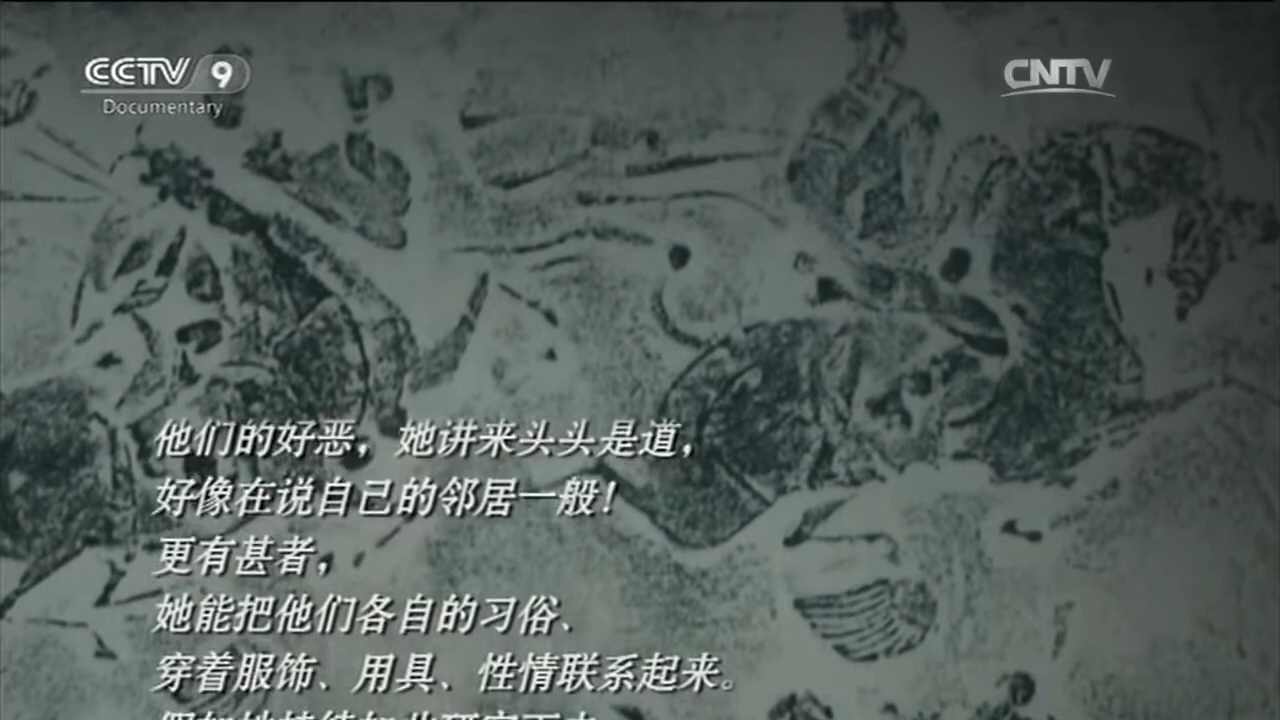 CCTV 9
Documentary
CNTV
他们的好恶，她讲来头头是道，
好像在说自己的邻居一般！
更有甚者，
她能把他们各自的习俗、
穿着服饰、用具、性情联系起来。